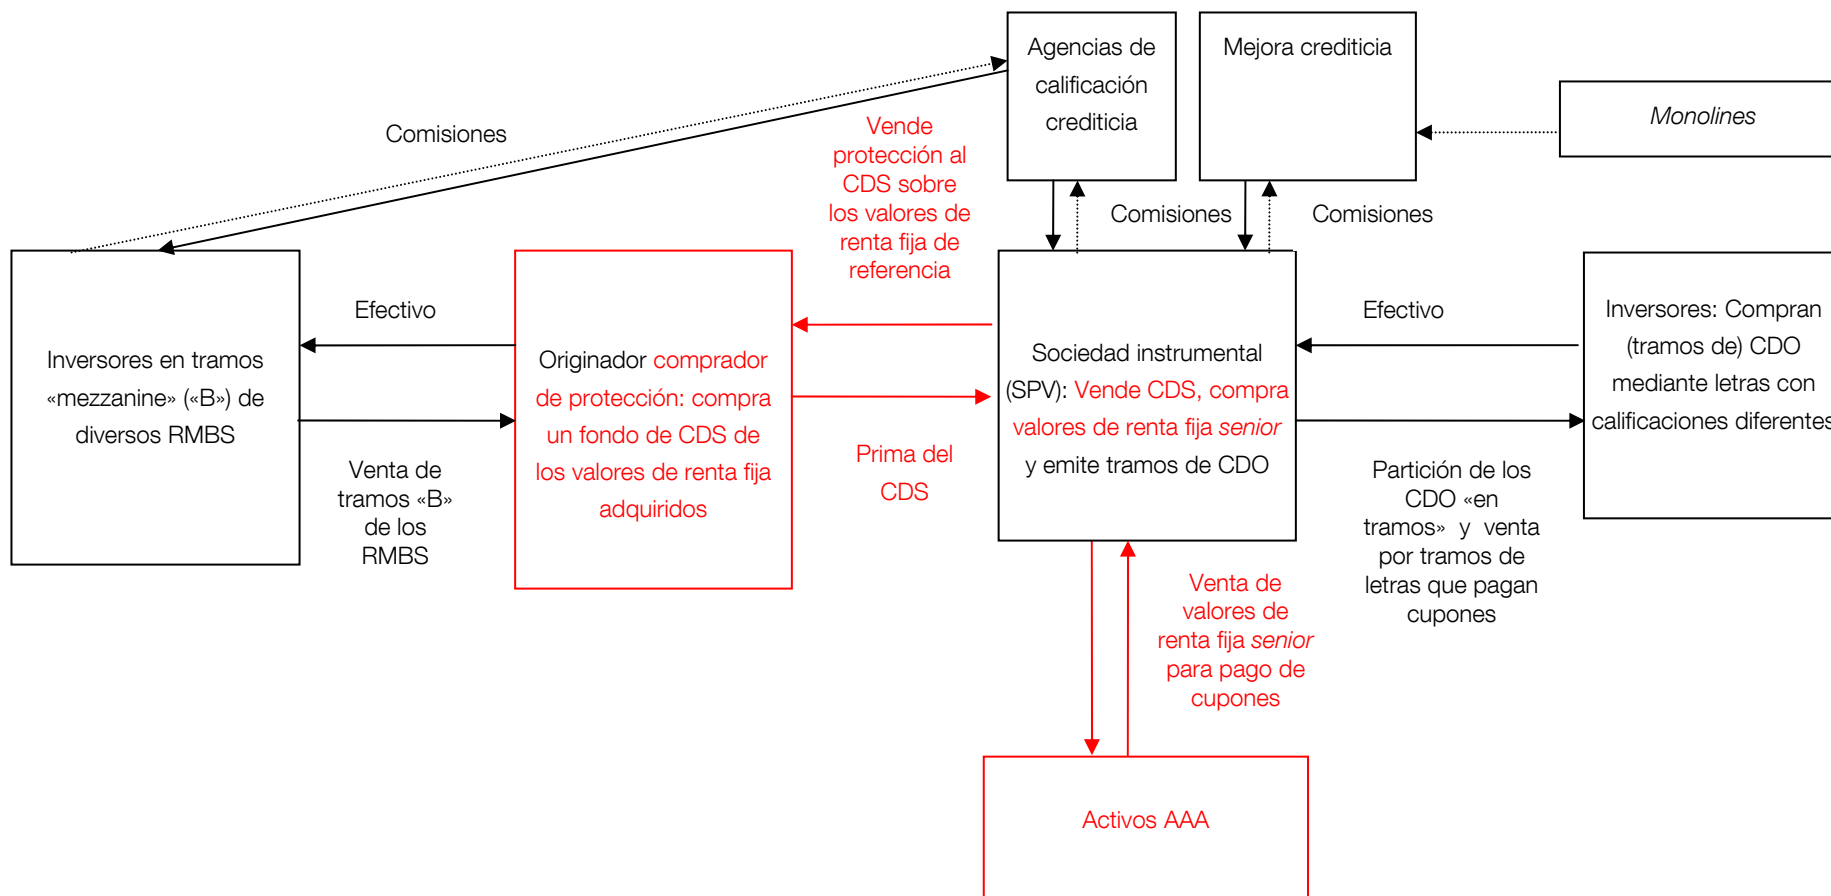 Agencias de
calificación
crediticia
Mejora crediticia
Monolines
Comisiones
Vende
protección al
CDS sobre
los valores de
renta fija de
referencia
Comisiones
Comisiones
Inversores en tramos
«mezzanine» («B») de
diversos RMBS
Efectivo
Venta de
tramos «B»
de los
RMBS
Originador comprador
de protección: compra
un fondo de CDS de
los valores de renta fija
adquiridos
Prima del
CDS
Sociedad instrumental
(SPV): Vende CDS, compra
valores de renta fija senior
y emite tramos de CDO
Efectivo
Partición de los
CDO «en
tramos» y venta
por tramos de
letras que pagan
cupones
Inversores: Compran
(tramos de) CDO
mediante letras con
calificaciones diferentes
Venta de
valores de
renta fija senior
para pago de
cupones
Activos AAA